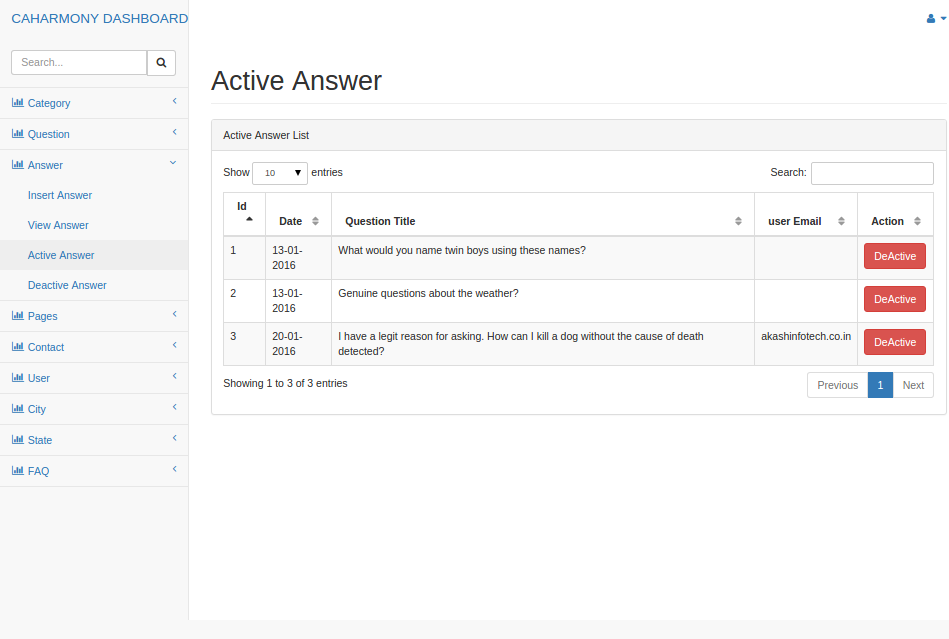 CAHARMONY DASHBOARD
Search...
Category
Question
Answer
Insert Answer
View Answer
Active Answer
Deactive Answer
Pages
Contact
User
City
State
FAQ
Active Answer
Active Answer List
Show 10 entries Search:
Id Date Question Title user Email Action
1 13-01- What would you name twin boys using these names? DeActive
2016
2 13-01- Genuine questions about the weather? DeActive
2016
3 20-01- I have a legit reason for asking. How can I kill a dog without the cause of death akashinfotech.co.in DeActive
2016 detected?
Showing 1 to 3 of 3 entries Previous 1 Next